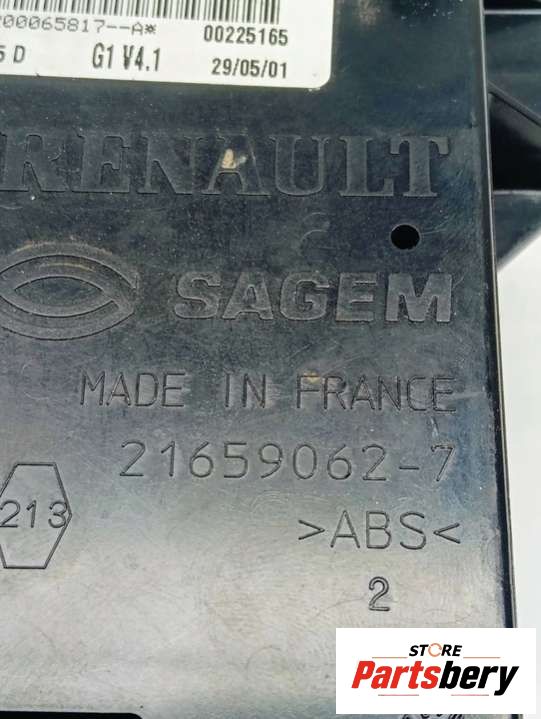 00065817--A*
00225165
5 D
G1 V4.1
29/05/01
RENAULT
SAGEM
MADE IN FRANCE
21659062-7
213
>ABS<
2
STORE
Partsbery